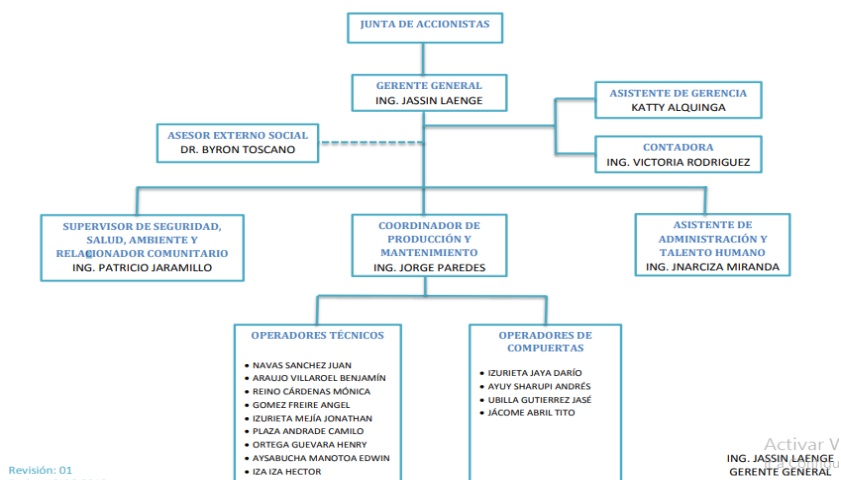 JUNTA DE ACCIONISTAS
GERENTE GENERAL
ING. JASSIN LAENGE
ASISTENTE DE GERENCIA
KATTY ALQUINGA
ASESOR EXTERNO SOCIAL
DR. BYRON TOSCANO
CONTADORA
ING. VICTORIA RODRIGUEZ
SUPERVISOR DE SEGURIDAD,
SALUD, AMBIENTE Y
RELACIONADOR COMUNITARIO
ING. PATRICIO JARAMILLO
COORDINADOR DE
PRODUCCIÓN Y
MANTENIMIENTO
ING. JORGE PAREDES
ASISTENTE DE
ADMINISTRACIÓN Y
TALENTO HUMANO
ING. JNARCIZA MIRANDA
OPERADORES TÉCNICOS
• NAVAS SANCHEZ JUAN
• ARAUJO VILLAROEL BENJAMÍN
• REINO CÁRDENAS MÓNICA
• GOMEZ FREIRE ANGEL
• IZURIETA MEJÍA JONATHAN
• PLAZA ANDRADE CAMILO
• ORTEGA GUEVARA HENRY
• AYSABUCHA MANOTOA EDWIN
• IZA IZA HECTOR
OPERADORES DE
COMPUERTAS
• IZURIETA JAYA DARÍO
• AYUY SHARUPI ANDRÉS
• UBILLA GUTIERREZ JASÉ
• JÁCOME ABRIL TITO
Activar
ING. JASSIN LAENGE
GERENTE GENERAL
Revisión: 01